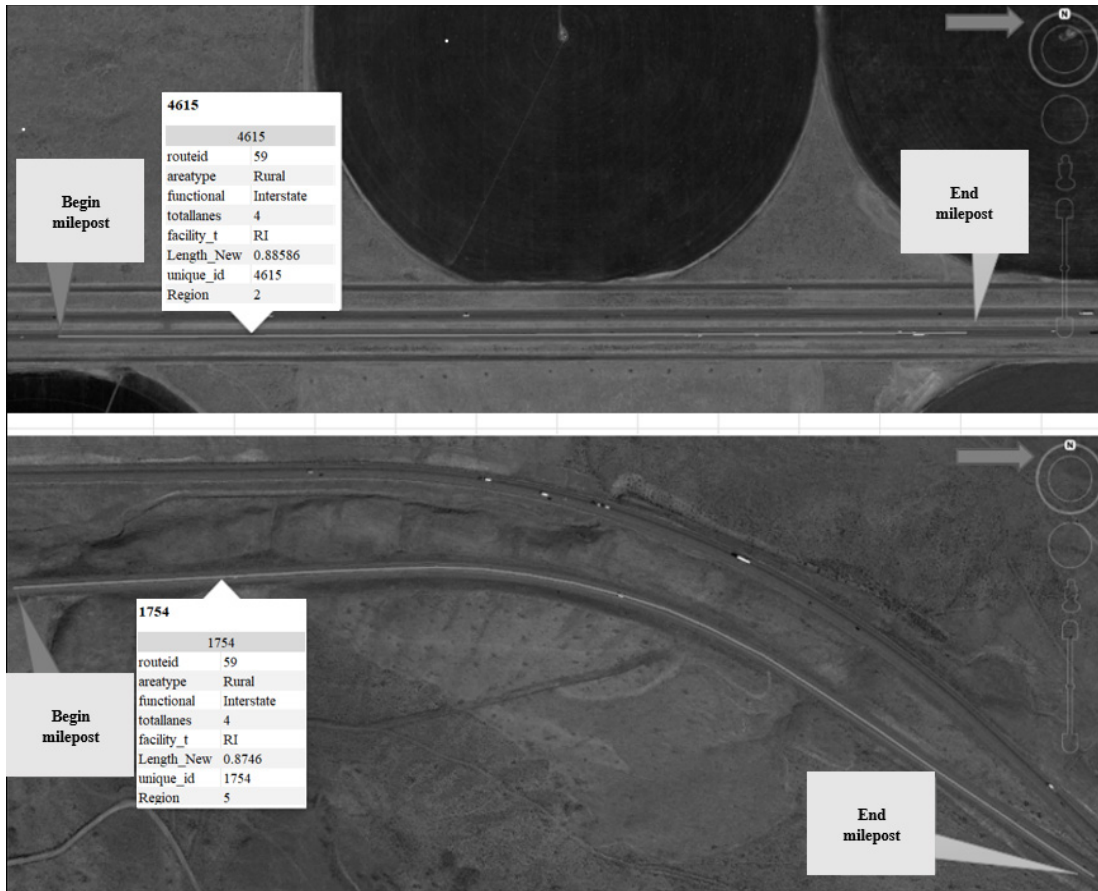 N
4615
4615
routeid 59
areatype Rural
functional Interstate
totallanes 4
facility_t RI
Length_New 0.88586
unique_id 4615
Region 2
Begin
milepost
End
milepost
N
1754
1754
routeid 59
areatype Rural
functional Interstate
totallanes 4
facility_t RI
Length_New 0.8746
unique_id 1754
Region 5
Begin
milepost
End
milepost